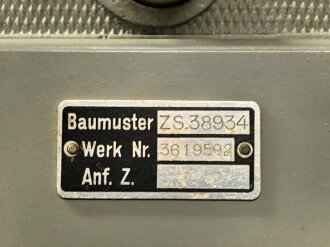 Baumuster ZS.38934
Werk Nr. 3619592
Anf. Z.